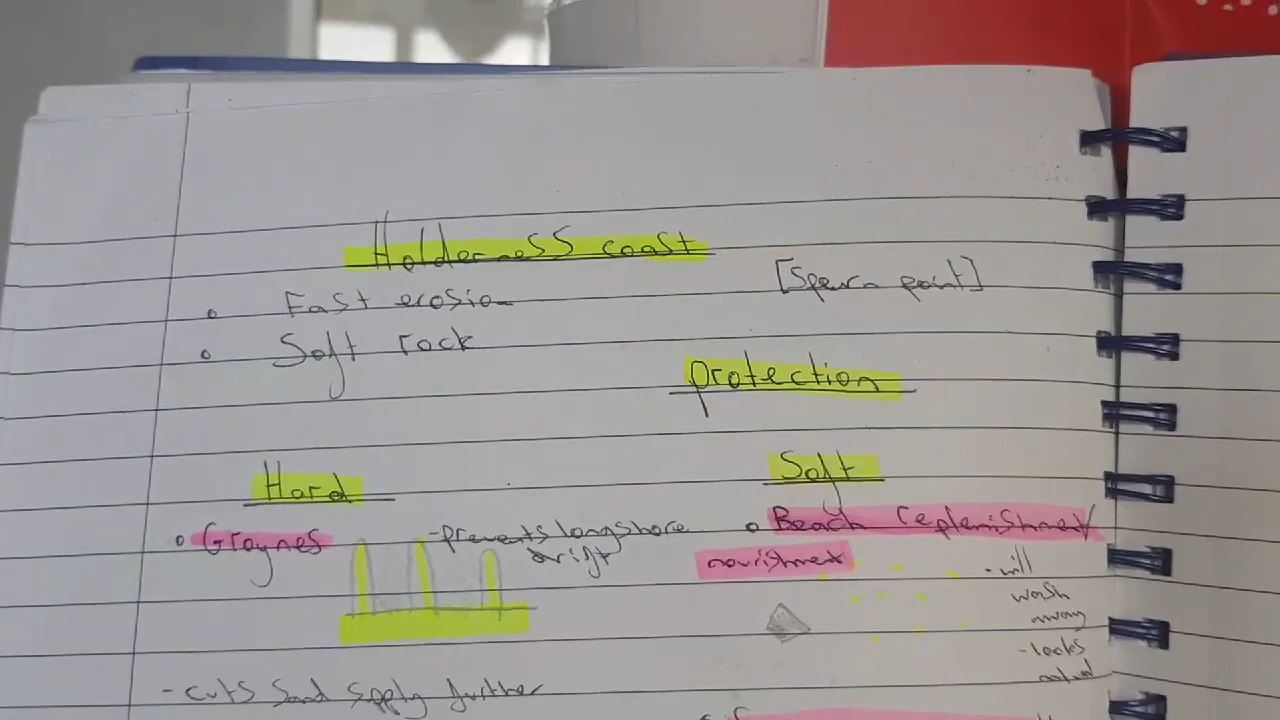 Holderness coast
[Spurn point]
• Fast erosion
• Soft rock
protection
Hard
Soft
• Groynes
- prevents longshore
drift
• Beach replenishment
nourishment
- will
wash
away
- looks
- cuts sand supply further